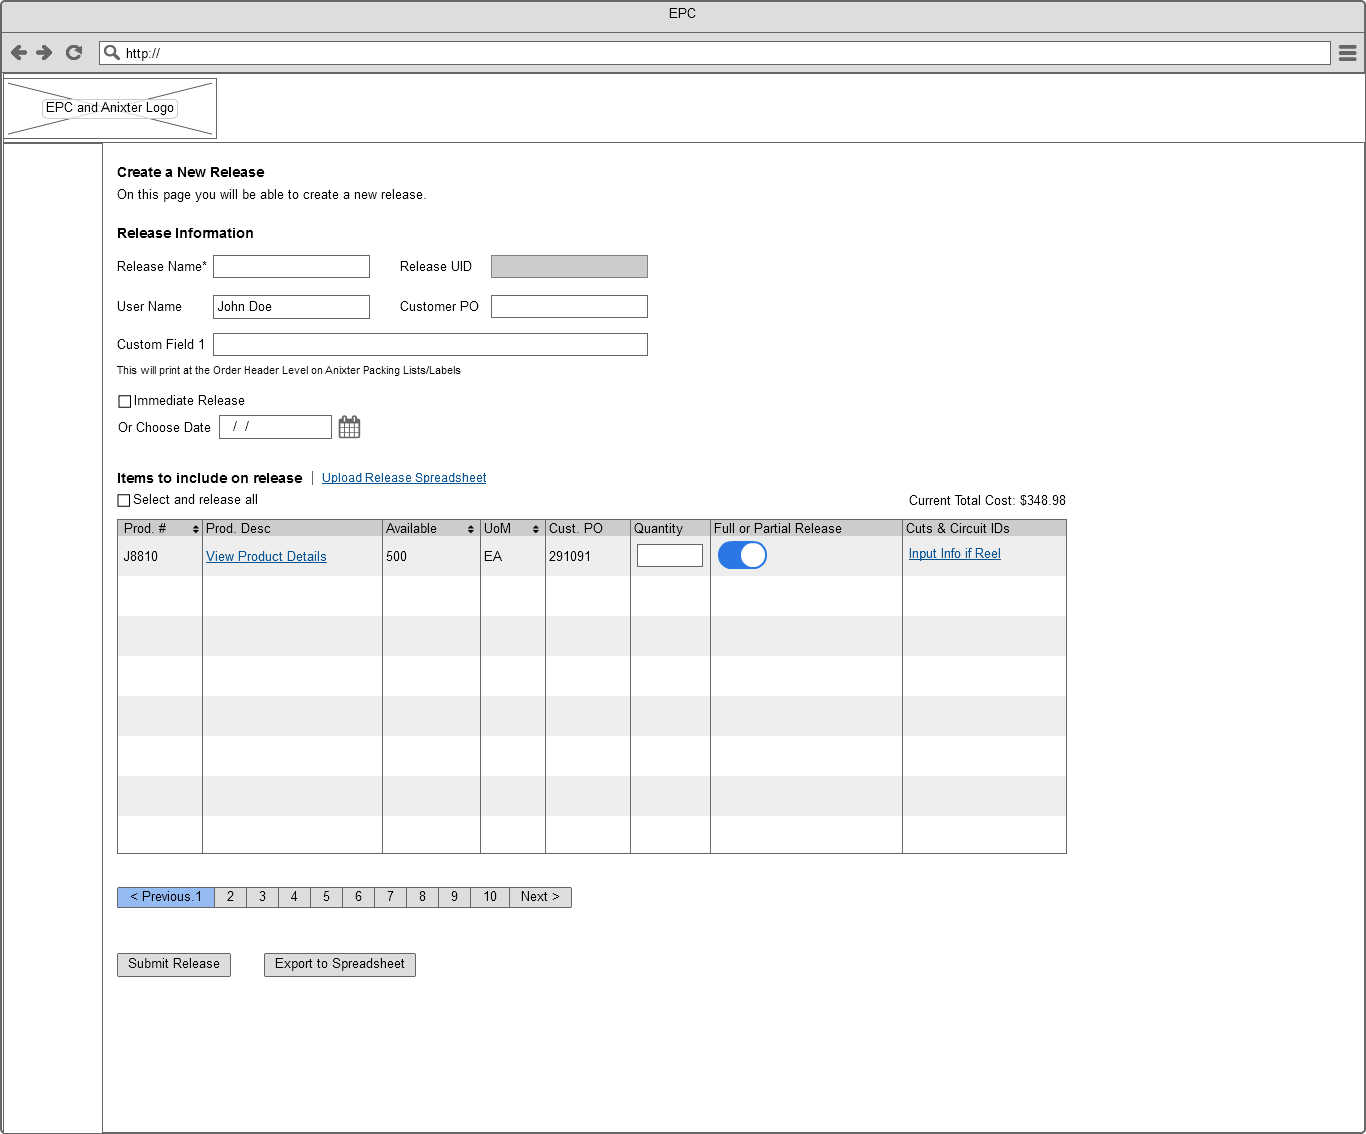 EPC
http://
EPC and Anixter Logo
Create a New Release
On this page you will be able to create a new release.
Release Information
Release Name* Release UID
User Name John Doe Customer PO
Custom Field 1
This will print at the Order Header Level on Anixter Packing Lists/Labels
Immediate Release
Or Choose Date / /
Items to include on release Upload Release Spreadsheet
Select and release all Current Total Cost: $348.98
Prod. # Prod. Desc Available UoM Cust. PO Quantity Full or Partial Release Cuts & Circuit IDs
J8810 View Product Details 500 EA 291091 Input Info if Reel
< Previous.1 2 3 4 5 6 7 8 9 10 Next >
Submit Release Export to Spreadsheet